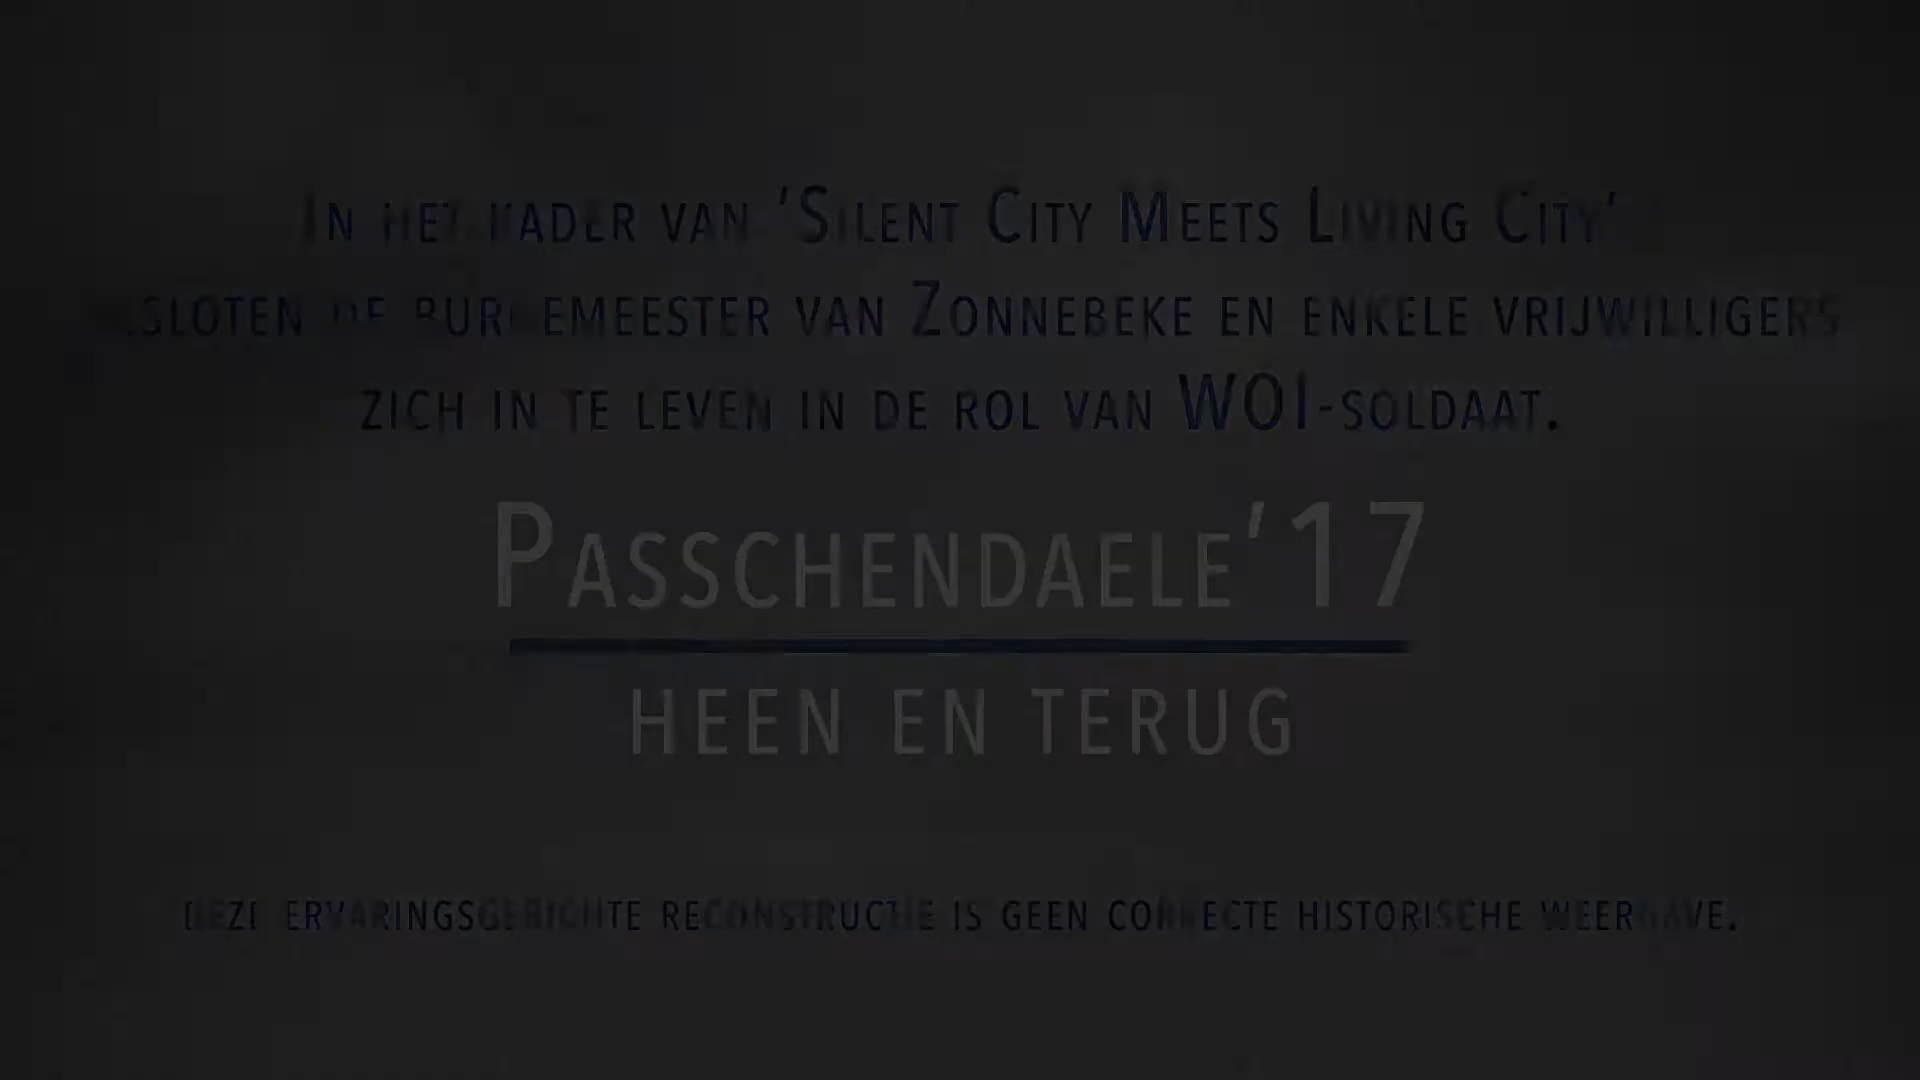 In het kader van 'Silent City Meets Living City'
besloten de burgemeester van Zonnebeke en enkele vrijwilligers
zich in te leven in de rol van WOI-soldaat.
Passchendaele'17
heen en terug
Deze ervaringsgerichte reconstructie is geen correcte historische weergave.